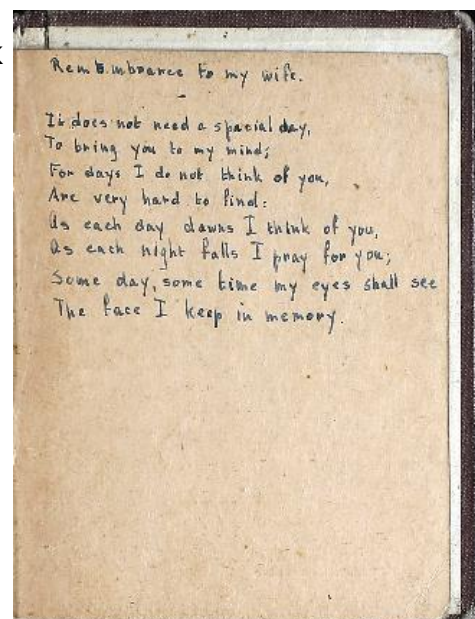 Remembrance to my wife.
It does not need a spacial day,
To bring you to my mind;
For days I do not think of you,
Are very hard to find:
As each day dawns I think of you,
As each night falls I pray for you;
Some day, some time my eyes shall see
The face I keep in memory.